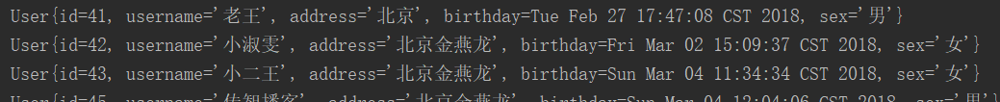 User{id=41, username='老王', address='北京', birthday=Tue Feb 27 17:47:08 CST 2018, sex='男'}
User{id=42, username='小淑雯', address='北京金燕龙', birthday=Fri Mar 02 15:09:37 CST 2018, sex='女'}
User{id=43, username='小二王', address='北京金燕龙', birthday=Sun Mar 04 11:34:34 CST 2018, sex='女'}
User{id=45, username='传智播客', address='北京金燕龙', birthday=Sun Mar 04 12:04:06 CST 2018, sex='男'}